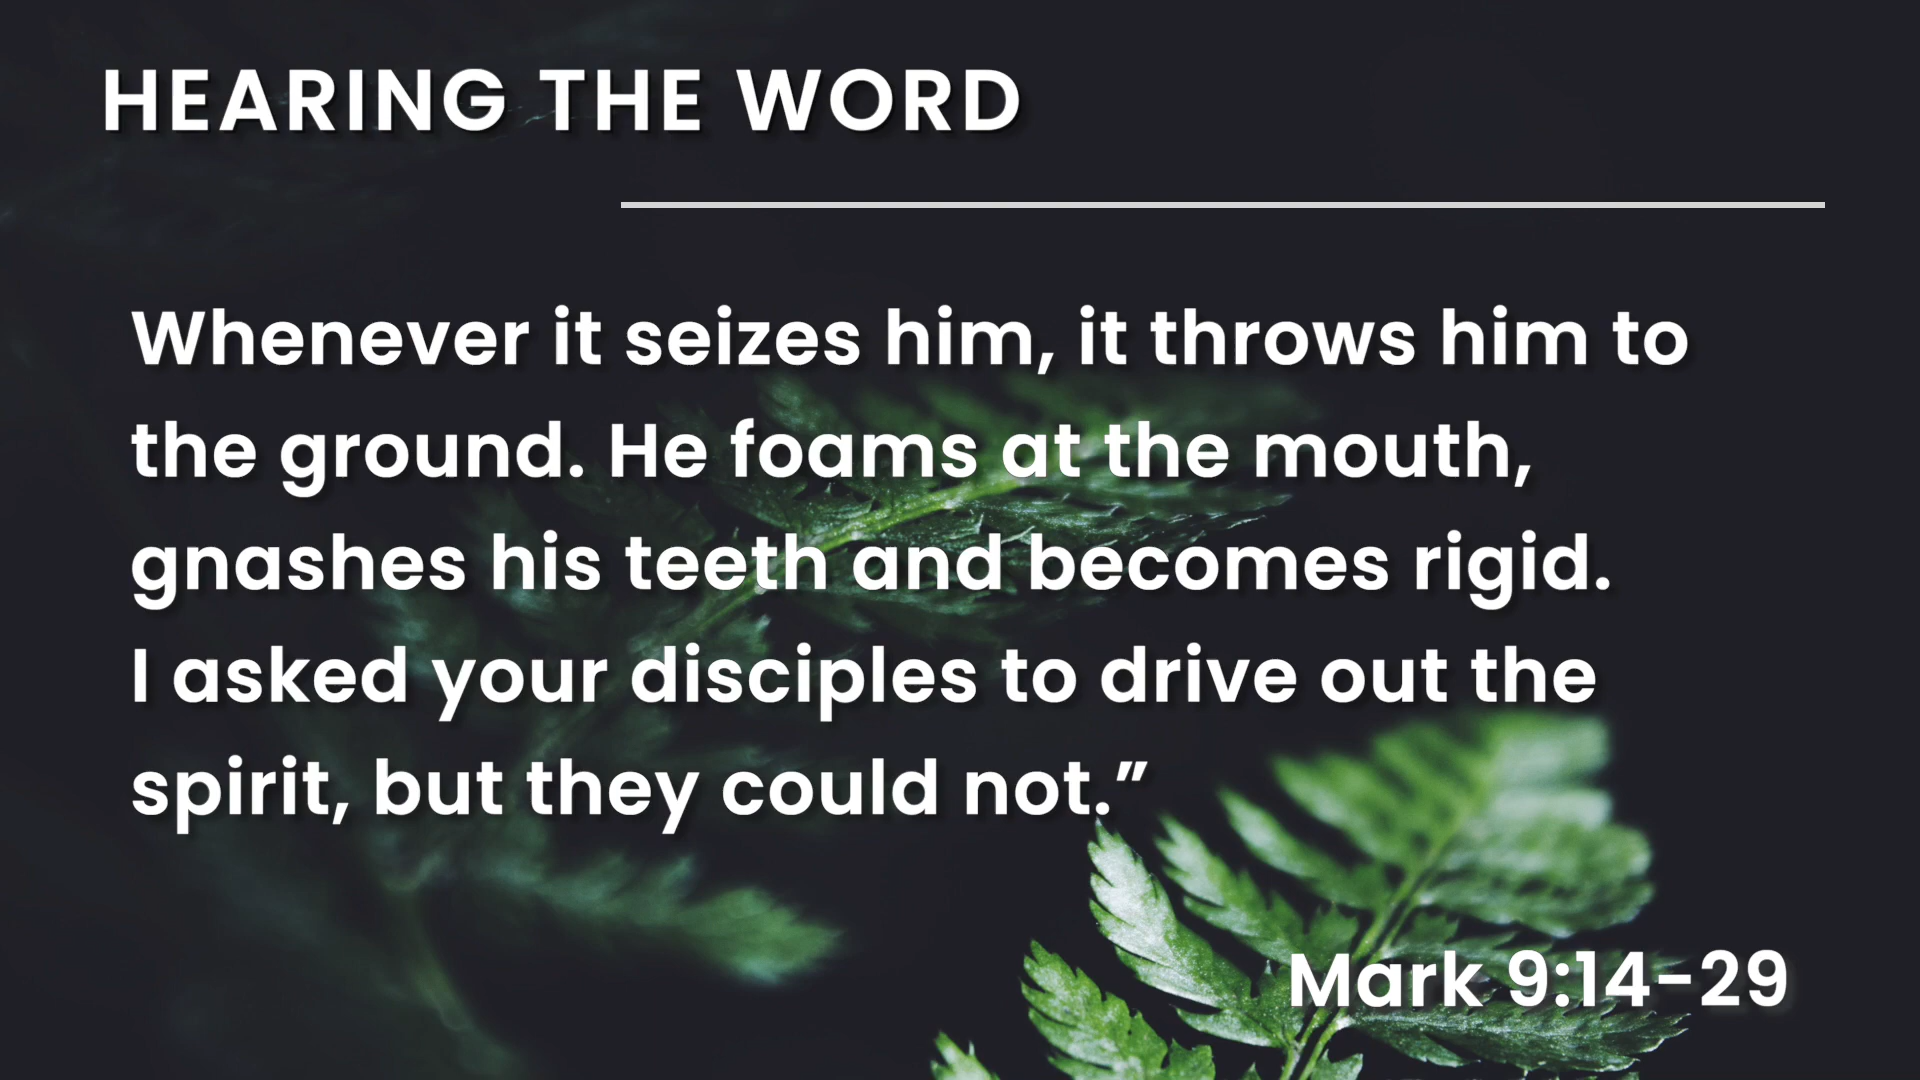 HEARING THE WORD
Whenever it seizes him, it throws him to
the ground. He foams at the mouth,
gnashes his teeth and becomes rigid.
I asked your disciples to drive out the
spirit, but they could not.”
Mark 9:14-29